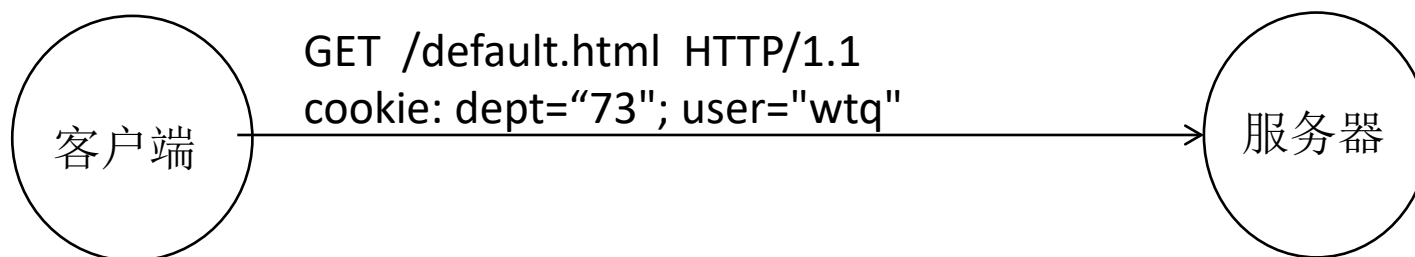 GET /default.html HTTP/1.1
cookie: dept=“73"; user="wtq"
客户端
服务器